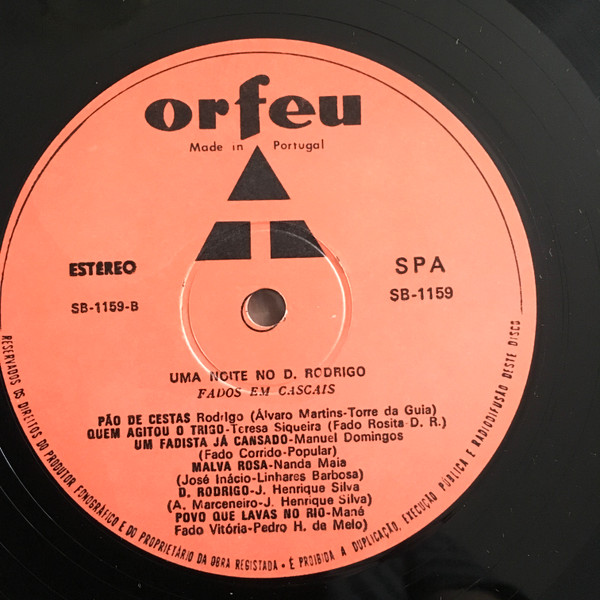 orfeu
Made in Portugal
ESTÉREO
SPA
SB-1159-B
SB-1159
UMA NOITE NO D. RODRIGO
FADOS EM CASCAIS
PÃO DE CESTAS Rodrigo (Álvaro Martins-Torre da Guia)
QUEM AGITOU O TRIGO-Teresa Siqueira (Fado Rosita D. R.)
UM FADISTA JÁ CANSADO-Manuel Domingos
(Fado Corrido-Popular)
MALVA ROSA-Nanda Maia
(José Inácio-Linhares Barbosa)
D. RODRIGO-J. Henrique Silva
(A. Marceneiro-J. Henrique Silva)
POVO QUE LAVAS NO RIO-Mané
Fado Vitória-Pedro H. de Melo)
RESERVADOS OS DIREITOS DO PRODUTOR FONOGRÁFICO E DO PROPRIETÁRIO DA OBRA REGISTADA • É PROIBIDA A DUPLICAÇÃO, EXECUÇÃO PÚBLICA E RADIODIFUSÃO DESTE DISCO